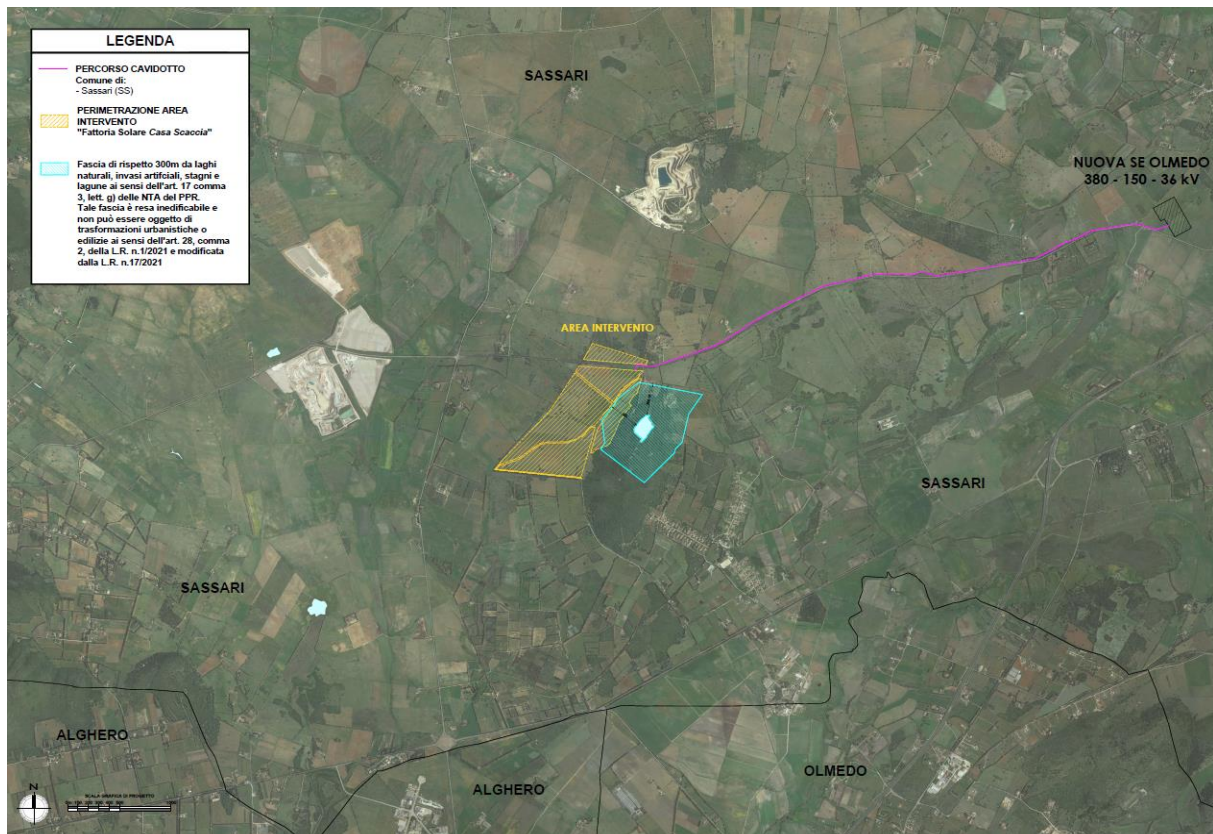 LEGENDA
PERCORSO CAVIDOTTO
Comune di:
- Sassari (SS)
PERIMETRAZIONE AREA
INTERVENTO
"Fattoria Solare Casa Scaccia"
Fascia di rispetto 300m da laghi
naturali, invasi artifciali, stagni e
lagune ai sensi dell'art. 17 comma
3, lett. g) delle NTA del PPR.
Tale fascia è resa inedificabile e
non può essere oggetto di
trasformazioni urbanistiche o
edilizie ai sensi dell'art. 28, comma
2, della L.R. n.1/2021 e modificata
dalla L.R. n.17/2021
SASSARI
NUOVA SE OLMEDO
380 - 150 - 36 kV
AREA INTERVENTO
SASSARI
SASSARI
ALGHERO
OLMEDO
ALGHERO
N
SCALA GRAFICA DI PROGETTO